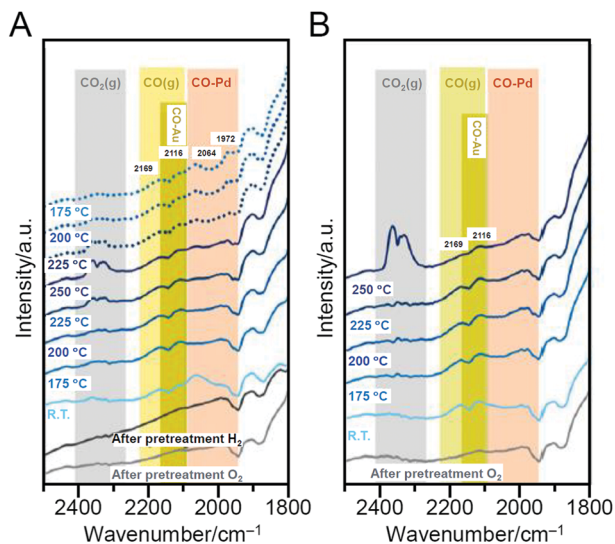 A
CO₂(g)
CO(g)
CO-Pd
CO-Au
1972
2116
2064
2169
175 °C
200 °C
225 °C
250 °C
225 °C
200 °C
175 °C
R.T.
After pretreatment H₂
After pretreatment O₂
Intensity/a.u.
2400 2200 2000 1800
Wavenumber/cm⁻¹
B
CO₂(g)
CO(g)
CO-Pd
CO-Au
2169
2116
250 °C
225 °C
200 °C
175 °C
R.T.
After pretreatment O₂
Intensity/a.u.
2400 2200 2000 1800
Wavenumber/cm⁻¹